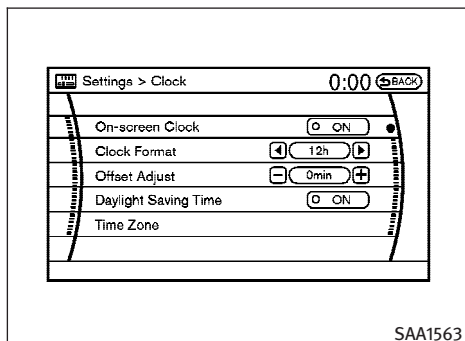 Settings > Clock 0:00 BACK
On-screen Clock ON
Clock Format 12h
Offset Adjust 0min
Daylight Saving Time ON
Time Zone
SAA1563